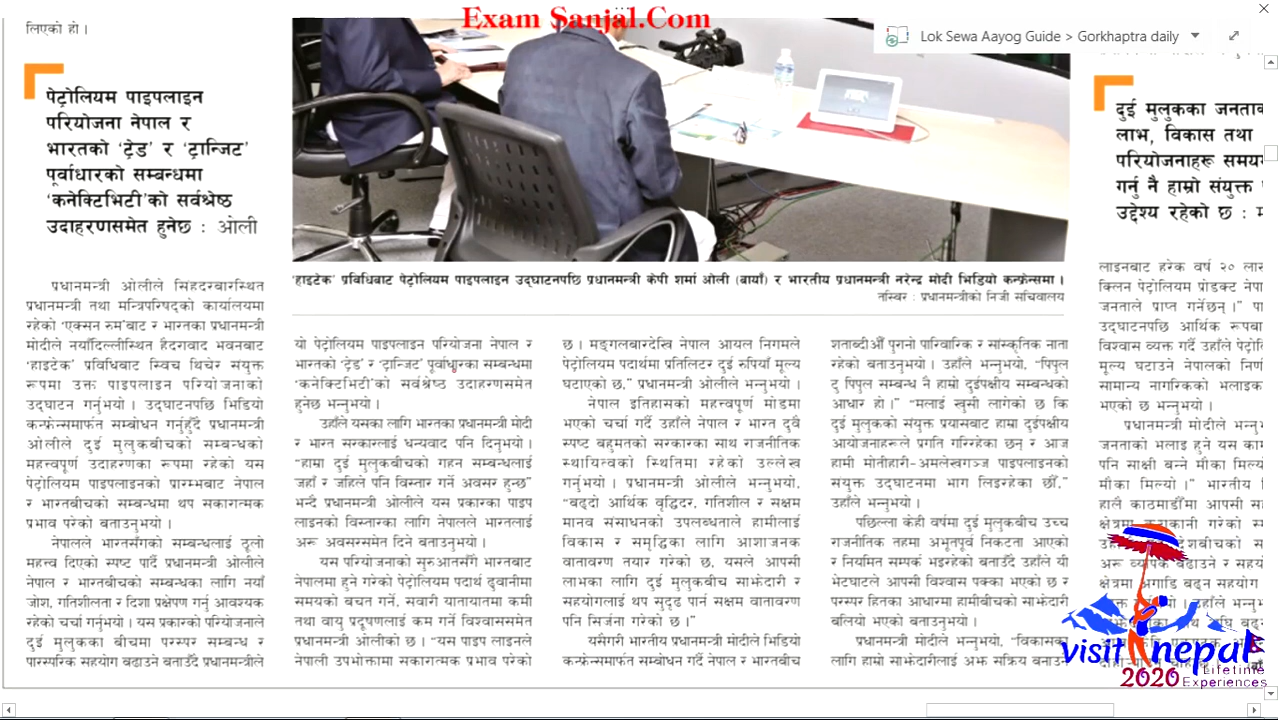 Exam Sanjal.Com
Lok Sewa Aayog Guide > Gorkhaptra daily
लिएको हो ।
पेट्रोलियम पाइपलाइन
परियोजना नेपाल र
भारतको ‘ट्रेड’ र ‘ट्रान्जिट’
पूर्वाधारको सम्बन्धमा
‘कनेक्टिभिटी’को सर्वश्रेष्ठ
उदाहरणसमेत हुनेछ : ओली
प्रधानमन्त्री ओलीले सिंहदरबारस्थित
प्रधानमन्त्री तथा मन्त्रिपरिषद्को कार्यालयमा
रहेको ‘एक्सन रुम’बाट र भारतका प्रधानमन्त्री
मोदीले नयाँदिल्लीस्थित हैदरावाद भवनबाट
‘हाइटेक’ प्रविधिबाट स्विच थिचेर संयुक्त
रूपमा उक्त पाइपलाइन परियोजनाको
उद्घाटन गर्नुभयो । उद्घाटनपछि भिडियो
कन्फ्रेन्समार्फत सम्बोधन गर्नुहुँदै प्रधानमन्त्री
ओलीले दुई मुलुकबीचको सम्बन्धको
महत्त्वपूर्ण उदाहरणका रूपमा रहेको यस
पेट्रोलियम पाइपलाइनको प्रारम्भबाट नेपाल
र भारतबीचको सम्बन्धमा थप सकारात्मक
प्रभाव परेको बताउनुभयो ।
नेपालले भारतसँगको सम्बन्धलाई ठूलो
महत्त्व दिएको स्पष्ट पार्दै प्रधानमन्त्री ओलीले
नेपाल र भारतबीचको सम्बन्धका लागि नयाँ
जोश, गतिशीलता र दिशा प्रक्षेपण गर्नु आवश्यक
रहेको चर्चा गर्नुभयो । यस प्रकारको परियोजनाले
दुई मुलुकका बीचमा परस्पर सम्बन्ध र
पारस्परिक सहयोग बढाउने बताउँदै प्रधानमन्त्रीले
‘हाइटेक’ प्रविधिबाट पेट्रोलियम पाइपलाइन उद्घाटनपछि प्रधानमन्त्री केपी शर्मा ओली (बायाँ) र भारतीय प्रधानमन्त्री नरेन्द्र मोदी भिडियो कन्फ्रेन्समा ।
तस्बिर : प्रधानमन्त्रीको निजी सचिवालय
यो पेट्रोलियम पाइपलाइन परियोजना नेपाल र
भारतको ‘ट्रेड’ र ‘ट्रान्जिट’ पूर्वाधारका सम्बन्धमा
‘कनेक्टिभिटी’को सर्वश्रेष्ठ उदाहरणसमेत
हुनेछ भन्नुभयो ।
उहाँले यसका लागि भारतका प्रधानमन्त्री मोदी
र भारत सरकारलाई धन्यवाद पनि दिनुभयो ।
“हाम्रा दुई मुलुकबीचको गहन सम्बन्धलाई
जहाँ र जहिले पनि विस्तार गर्ने अवसर हुन्छ”
भन्दै प्रधानमन्त्री ओलीले यस प्रकारका पाइप
लाइनको विस्तारका लागि नेपालले भारतलाई
अरू अवसरसमेत दिने बताउनुभयो ।
यस परियोजनाको सुरुआतसँगै भारतबाट
नेपालमा हुने गरेको पेट्रोलियम पदार्थ ढुवानीमा
समयको बचत गर्ने, सवारी यातायातमा कमी
तथा वायु प्रदूषणलाई कम गर्ने विश्वाससमेत
प्रधानमन्त्री ओलीको छ । “यस पाइप लाइनले
नेपाली उपभोक्तामा सकारात्मक प्रभाव परेको
छ । मङ्गलबारदेखि नेपाल आयल निगमले
पेट्रोलियम पदार्थमा प्रतिलिटर दुई रुपियाँ मूल्य
घटाएको छ,” प्रधानमन्त्री ओलीले भन्नुभयो ।
नेपाल इतिहासको महत्त्वपूर्ण मोडमा
भएको चर्चा गर्दै उहाँले नेपाल र भारत दुवै
स्पष्ट बहुमतको सरकारका साथ राजनीतिक
स्थायित्वको स्थितिमा रहेको उल्लेख
गर्नुभयो । प्रधानमन्त्री ओलीले भन्नुभयो,
“बढ्दो आर्थिक वृद्धिदर, गतिशील र सक्षम
मानव संसाधनको उपलब्धताले हामीलाई
विकास र समृद्धिका लागि आशाजनक
वातावरण तयार गरेको छ, यसले आपसी
लाभका लागि दुई मुलुकबीच साझेदारी र
सहयोगलाई थप सुदृढ पार्न सक्षम वातावरण
पनि सिर्जना गरेको छ ।”
यसैगरी भारतीय प्रधानमन्त्री मोदीले भिडियो
कन्फ्रेन्समार्फत सम्बोधन गर्दै नेपाल र भारतबीच
शताब्दीऔँ पुरानो पारिवारिक र सांस्कृतिक नाता
रहेको बताउनुभयो । उहाँले भन्नुभयो, “पिपुल
टु पिपुल सम्बन्ध नै हाम्रो दुईपक्षीय सम्बन्धको
आधार हो ।” “मलाई खुसी लागेको छ कि
दुई मुलुकको संयुक्त प्रयासबाट हाम्रा दुईपक्षीय
आयोजनाहरूले प्रगति गरिरहेका छन् र आज
हामी मोतीहारी–अमलेखगञ्ज पाइपलाइनको
संयुक्त उद्घाटनमा भाग लिइरहेका छौँ,”
उहाँले भन्नुभयो ।
पछिल्ला केही वर्षमा दुई मुलुकबीच उच्च
राजनीतिक तहमा अभूतपूर्व निकटता आएको
र नियमित सम्पर्क भइरहेको बताउँदै उहाँले यी
भेटघाटले आपसी विश्वास पक्का भएको छ र
परस्पर हितका आधारमा हामीबीचको साझेदारी
बलियो भएको बताउनुभयो ।
प्रधानमन्त्री मोदीले भन्नुभयो, “विकासका
लागि हाम्रो साझेदारीलाई अझ सक्रिय बनाउन
दुई मुलुकका
लाभ, विकास तथा
परियोजनाहरू
गर्नु नै हाम्रो संयुक्त
उद्देश्य रहेको छ :
लाइनबाट हरेक वर्ष २०
क्लिन पेट्रोलियम प्रोडक्ट
जनताले प्राप्त गर्नेछन् ।”
उद्घाटनपछि आर्थिक
विश्वास व्यक्त गर्दै उहाँले
मूल्य घटाउने नेपालको
सामान्य नागरिकको
भएको छ भन्नुभयो ।
प्रधानमन्त्री मोदीले
जनताको भलाइ हुने यस
पनि साक्षी बन्ने मौका
मौका मिल्यो ।” भारतीय
हालै काठमाडौँमा आपसी
visit nepal
2020 Lifetime
Experiences